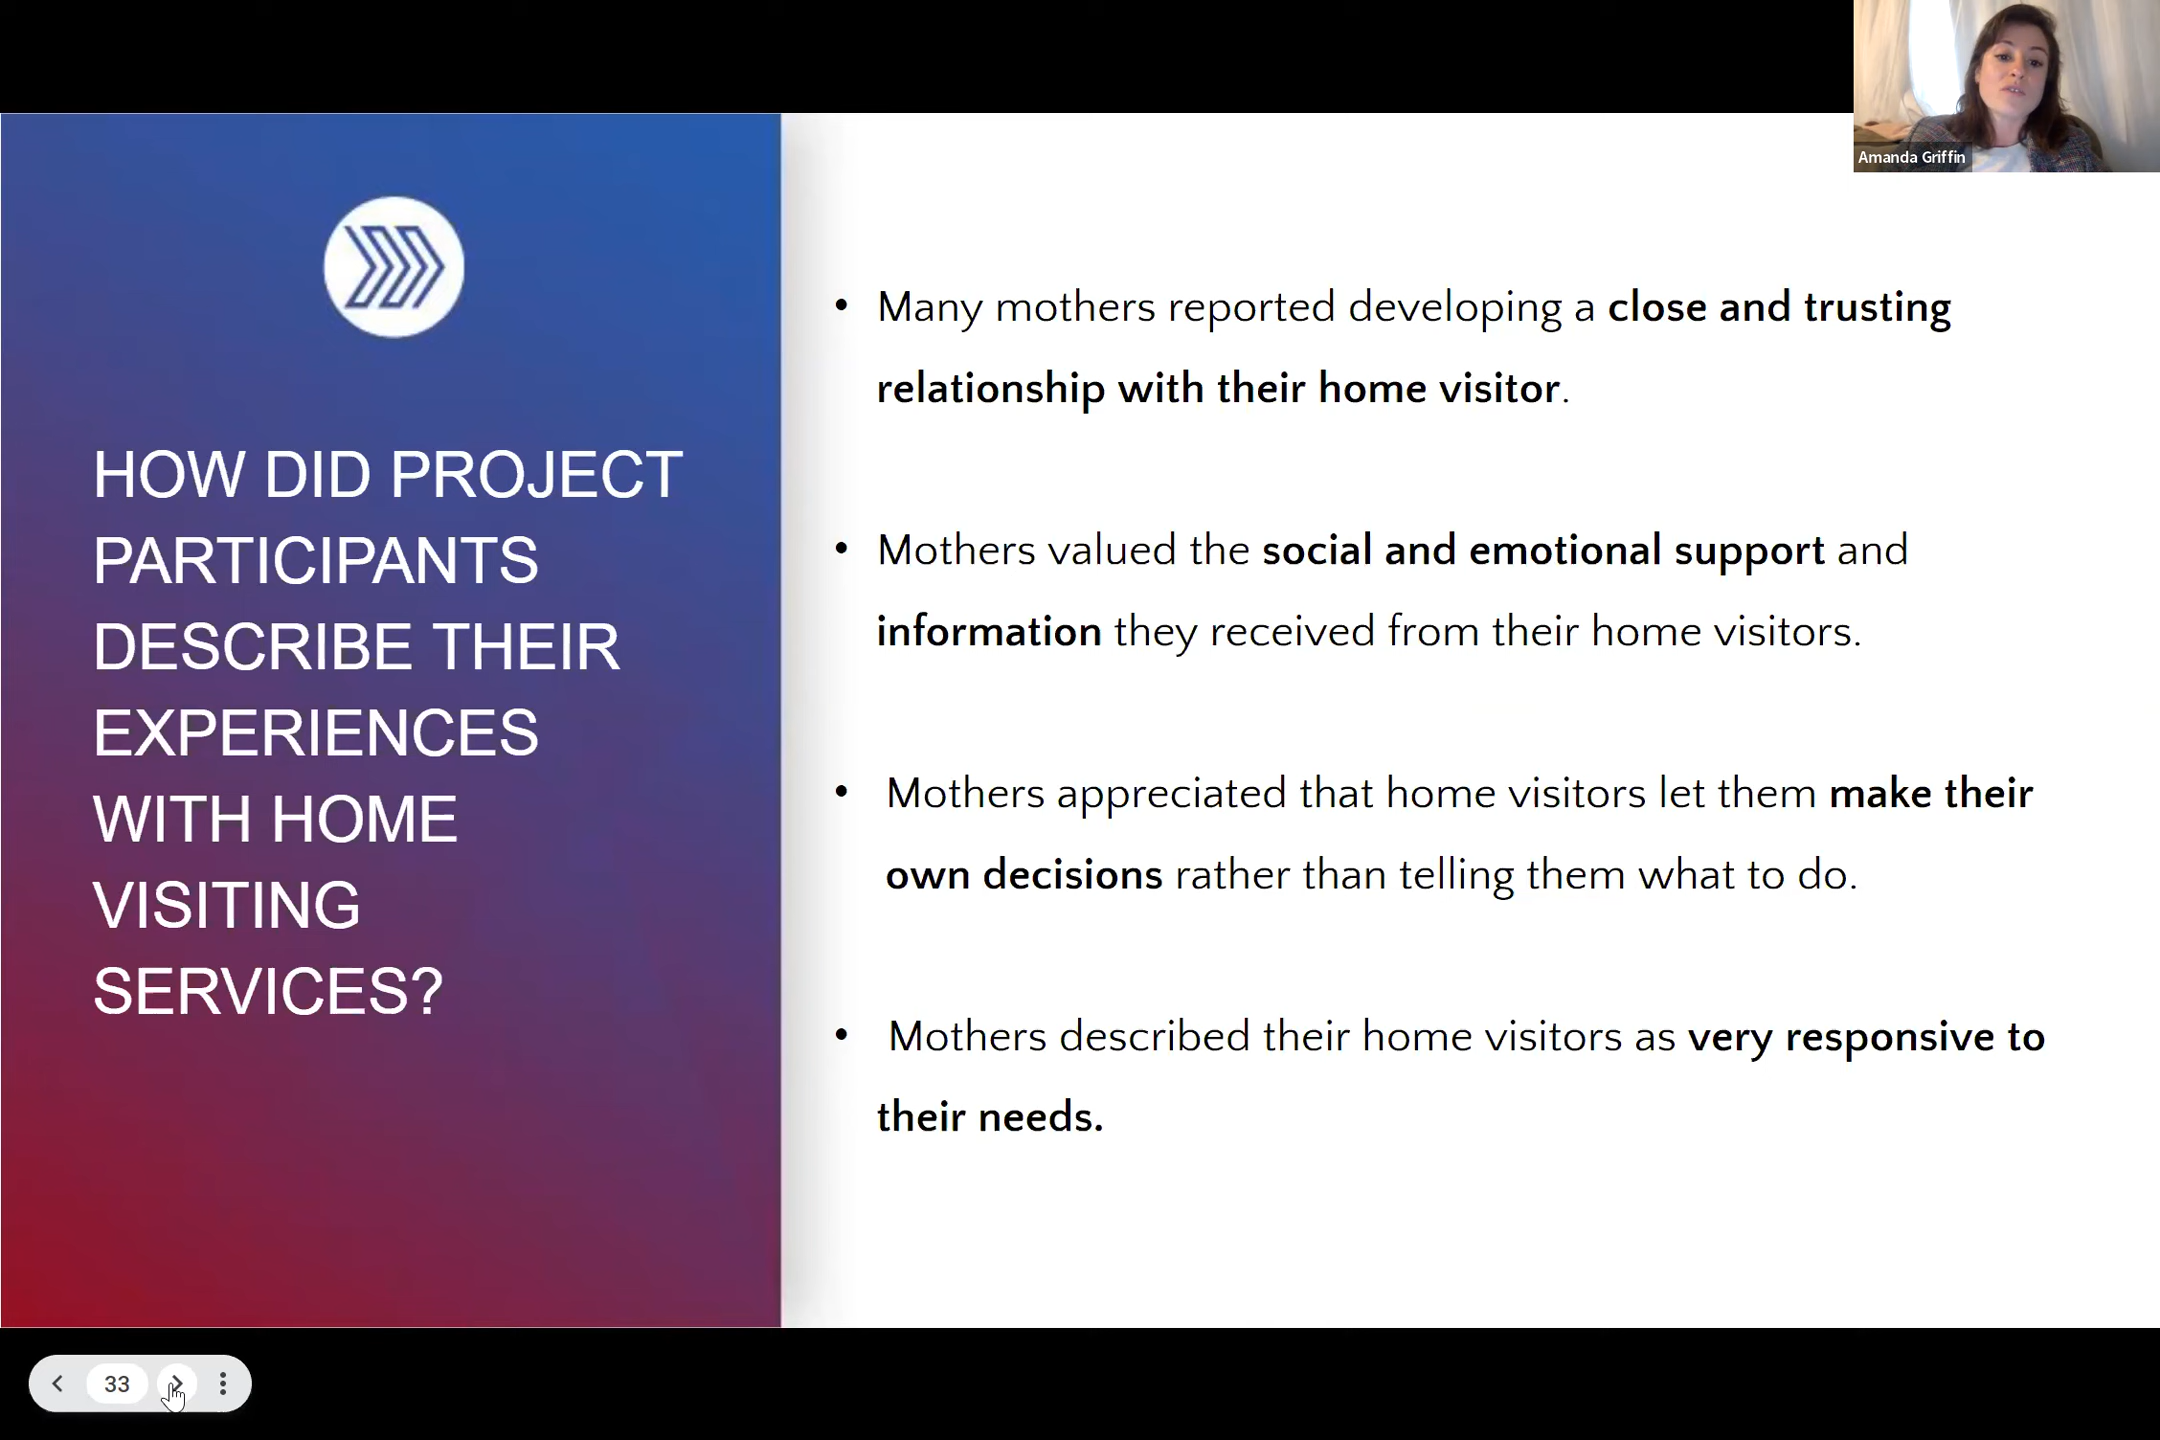 Amanda Griffin
HOW DID PROJECT
PARTICIPANTS
DESCRIBE THEIR
EXPERIENCES
WITH HOME
VISITING
SERVICES?
• Many mothers reported developing a close and trusting
relationship with their home visitor.
• Mothers valued the social and emotional support and
information they received from their home visitors.
• Mothers appreciated that home visitors let them make their
own decisions rather than telling them what to do.
• Mothers described their home visitors as very responsive to
their needs.
33